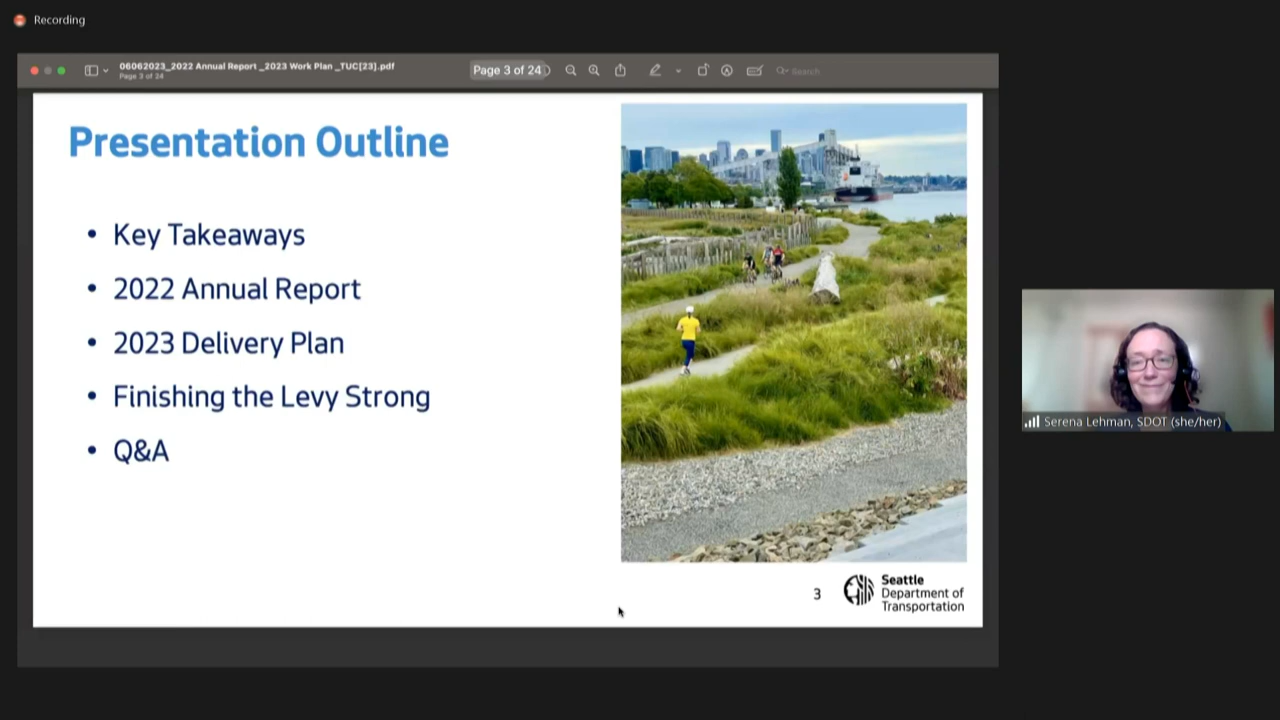 Recording
06062023_2022 Annual Report _2023 Work Plan _TUC[23].pdf
Page 3 of 24
Page 3 of 24
Search
Presentation Outline
• Key Takeaways
• 2022 Annual Report
• 2023 Delivery Plan
• Finishing the Levy Strong
• Q&A
3
Seattle
Department of
Transportation
Serena Lehman, SDOT (she/her)